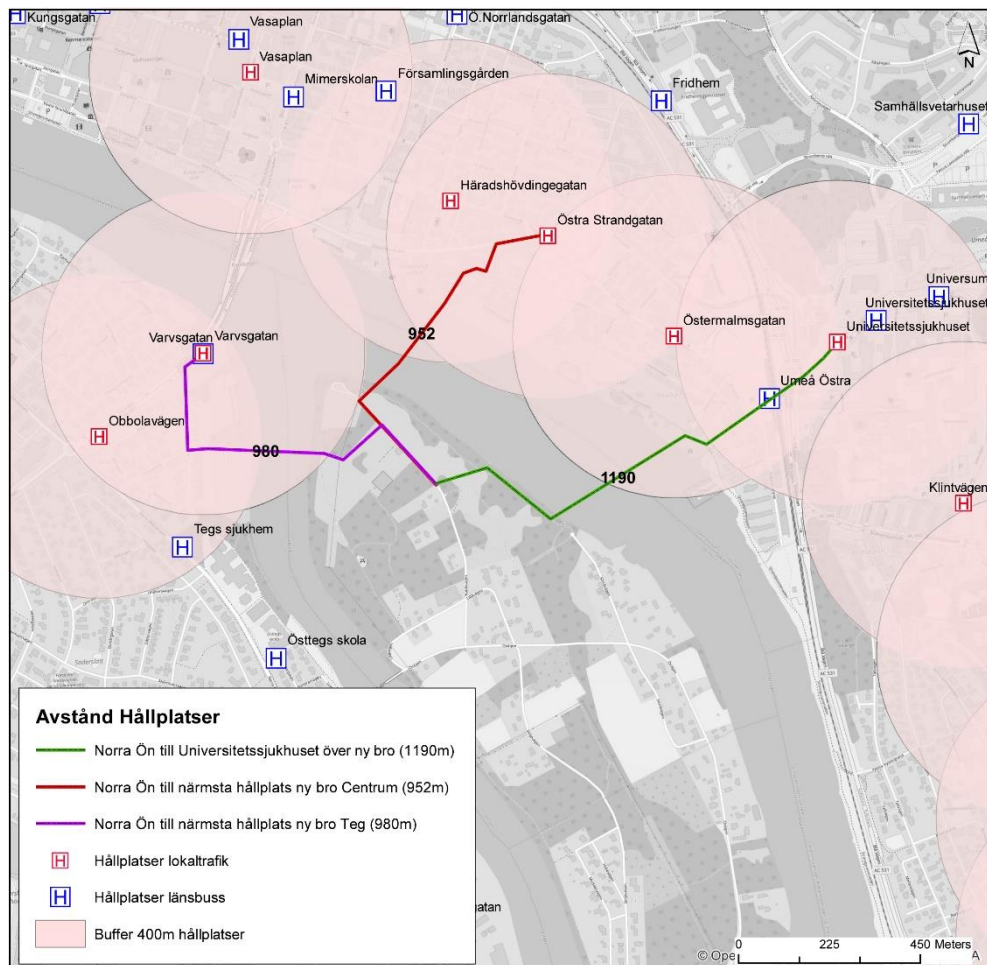 Kungsgatan
Vasaplan
Ö.Norrlandsgatan
Vasaplan
Mimerskolan
Församlingsgården
Fridhem
N
Samhällsvetarhuset
Häradshövdingegatan
Östra Strandgatan
Universum
Universitetssjukhuset
Varvsgatan
Varvsgatan
952
Östermalmsgatan
Universitetssjukhuset
Umeå Östra
Obbolavägen
980
1190
Klintvägen
Tegs sjukhem
Östtegs skola
Avstånd Hållplatser
Norra Ön till Universitetssjukhuset över ny bro (1190m)
Norra Ön till närmsta hållplats ny bro Centrum (952m)
Norra Ön till närmsta hållplats ny bro Teg (980m)
H Hållplatser lokaltrafik
H Hållplatser länsbuss
Buffer 400m hållplatser
gatan
0 225 450 Meters
© Ope
A